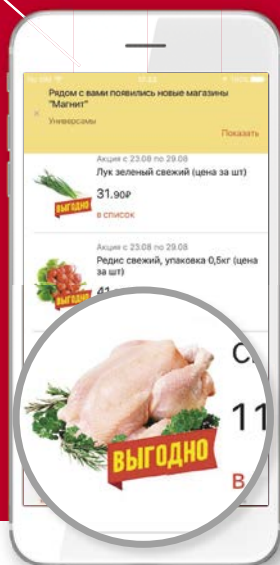 Рядом с вами появились новые магазины
"Магнит"
Универсамы
Показать
Акция с 23.08 по 29.08
Лук зеленый свежий (цена за шт)
31.90₽
ВЫГОДНО
в список
Акция с 23.08 по 29.08
Редис свежий, упаковка 0,5кг (цена
за шт)
ВЫГОДНО
41
11
ВЫГОДНО